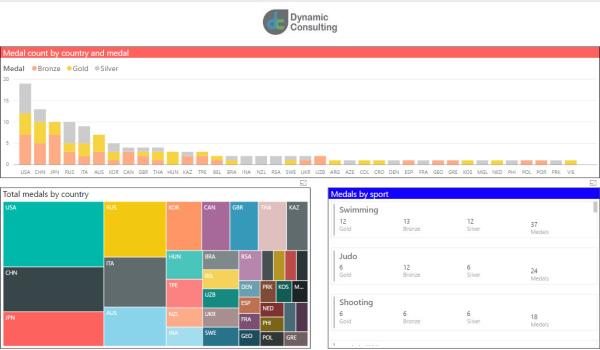 Dynamic
Consulting
Medal count by country and medal
Medal Bronze Gold Silver
20
15
10
5
0
USA CHN JPN RUS ITA AUS KOR CAN GBR THA HUN KAZ TPE BEL BRA INA NZL RSA SWE UKR UZB ARG AZE COL CRO DEN ESP FRA GEO GRE KOS MGL NED PHI POL POR PRK VIE
Total medals by country
USA RUS KOR CAN GBR THA KAZ
CHN ITA HUN BRA RSA
BEL
TPE UZB DEN PRK KOS M...
JPN AUS NZL UKR ESP NED
FRA PHI
INA SWE GEO POL GRE
Medals by sport
Swimming
12 13 12 37
Gold Bronze Silver Medals
Judo
6 12 6 24
Gold Bronze Silver Medals
Shooting
6 6 6 18
Gold Bronze Silver Medals